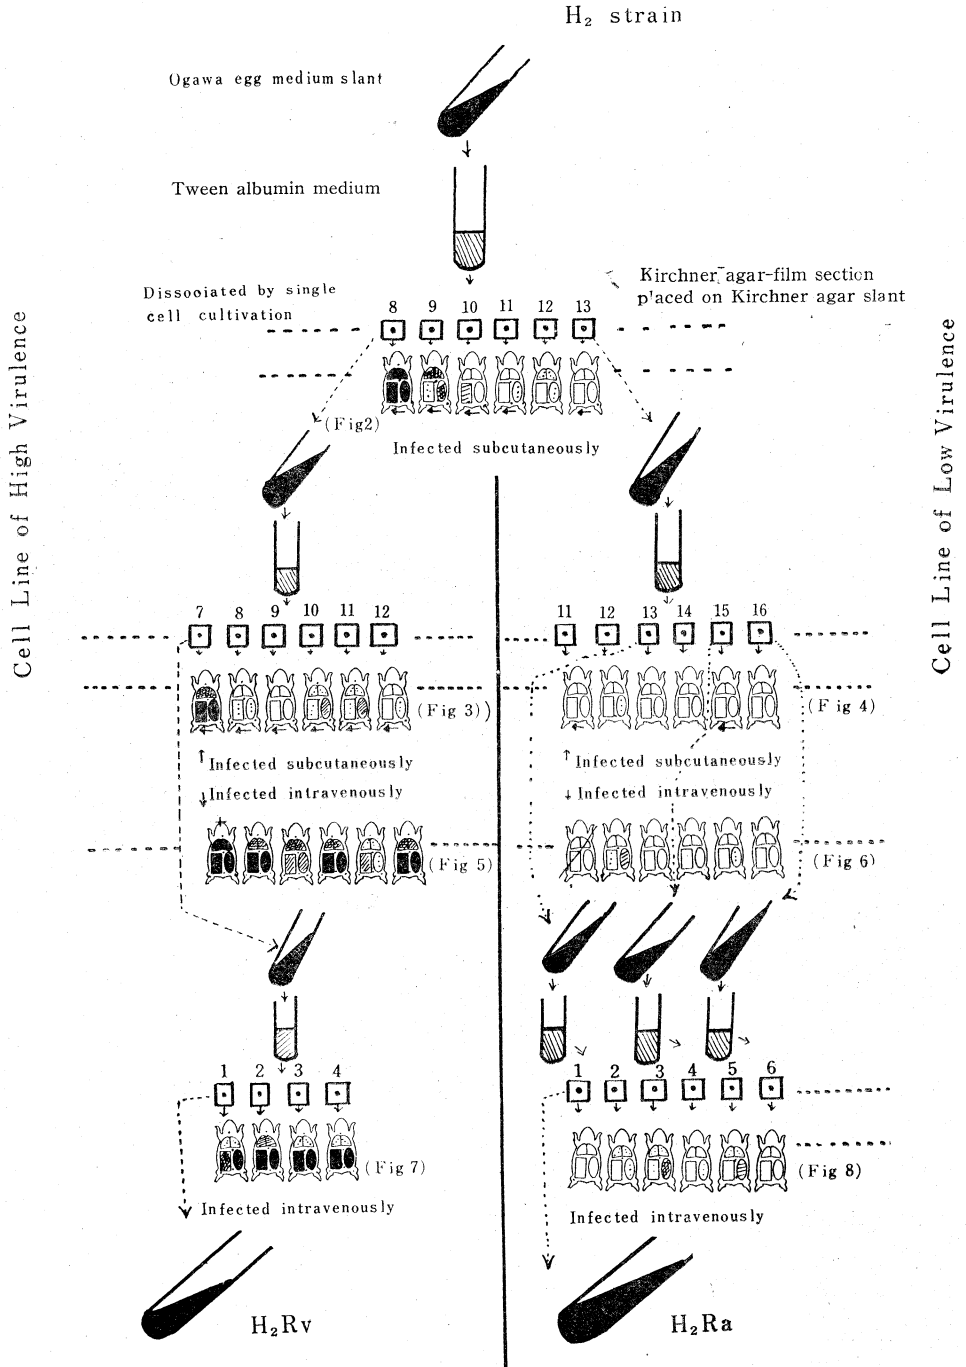 H₂ strain
Ogawa egg medium slant
Tween albumin medium
Kirchner agar-film section
p'aced on Kirchner agar slant
Dissooiated by single
cell cultivation
8 9 10 11 12 13
(Fig2)
Infected subcutaneously
Cell Line of High Virulence
Cell Line of Low Virulence
7 8 9 10 11 12
11 12 13 14 15 16
(Fig 3))
(Fig 4)
Infected subcutaneously
Infected subcutaneously
Infected intravenously
Infected intravenously
(Fig 5)
(Fig 6)
1 2 3 4
1 2 3 4 5 6
(Fig 7)
(Fig 8)
Infected intravenously
Infected intravenously
H₂Rv
H₂Ra